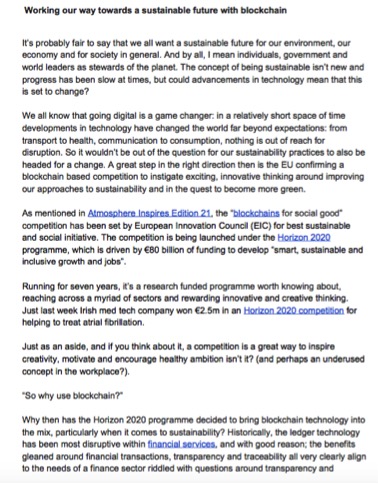 Working our way towards a sustainable future with blockchain
It's probably fair to say that we all want a sustainable future for our environment, our
economy and for society in general. And by all, I mean individuals, government and
world leaders as stewards of the planet. The concept of being sustainable isn't new and
progress has been slow at times, but could advancements in technology mean that this
is set to change?
We all know that going digital is a game changer: in a relatively short space of time
developments in technology have changed the world far beyond expectations: from
transport to health, communication to consumption, nothing is out of reach for
disruption. So it wouldn't be out of the question for our sustainability practices to also be
headed for a change. A great step in the right direction then is the EU confirming a
blockchain based competition to instigate exciting, innovative thinking around improving
our approaches to sustainability and in the quest to become more green.
As mentioned in Atmosphere Inspires Edition 21, the "blockchains for social good"
competition has been set by European Innovation Council (EIC) for best sustainable
and social initiative. The competition is being launched under the Horizon 2020
programme, which is driven by €80 billion of funding to develop "smart, sustainable and
inclusive growth and jobs".
Running for seven years, it's a research funded programme worth knowing about,
reaching across a myriad of sectors and rewarding innovative and creative thinking.
Just last week Irish med tech company won €2.5m in an Horizon 2020 competition for
helping to treat atrial fibrillation.
Just as an aside, and if you think about it, a competition is a great way to inspire
creativity, motivate and encourage healthy ambition isn't it? (and perhaps an underused
concept in the workplace?).
"So why use blockchain?"
Why then has the Horizon 2020 programme decided to bring blockchain technology into
the mix, particularly when it comes to sustainability? Historically, the ledger technology
has been most disruptive within financial services, and with good reason; the benefits
gleaned around financial transactions, transparency and traceability all very clearly align
to the needs of a finance sector riddled with questions around transparency and